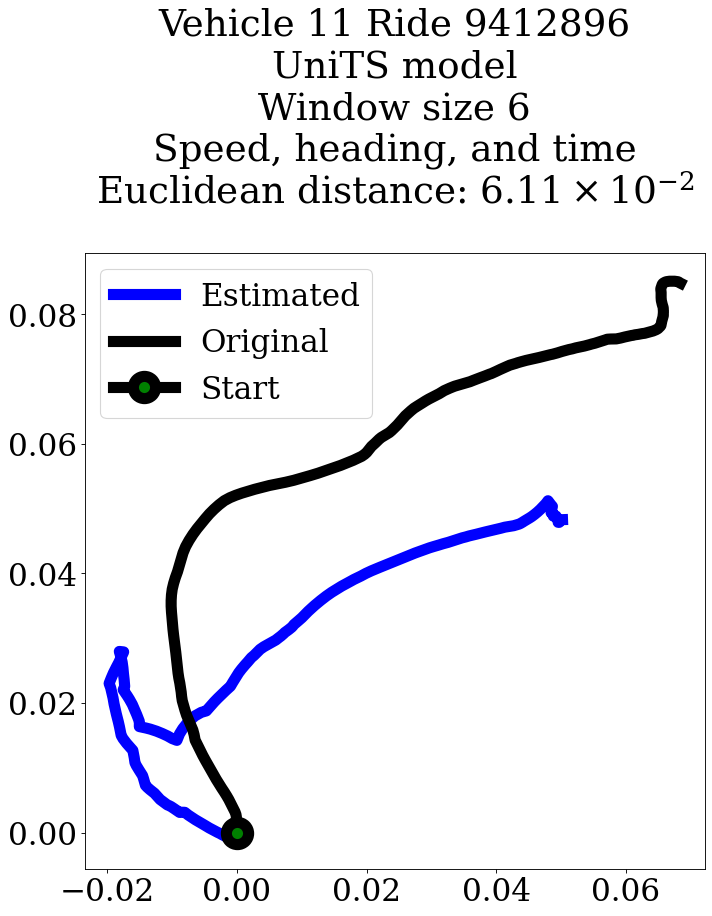 Vehicle 11 Ride 9412896
UniTS model
Window size 6
Speed, heading, and time
Euclidean distance: 6.11 × 10⁻²
Estimated
Original
Start
0.08
0.06
0.04
0.02
0.00
−0.02 0.00 0.02 0.04 0.06